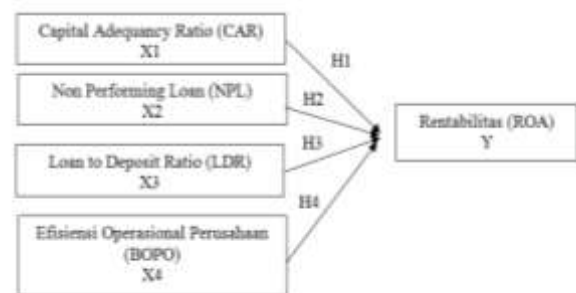 Capital Adequancy Ratio (CAR)
X1
H1
Non Performing Loan (NPL)
X2
H2
Rentabilitas (ROA)
Y
H3
Loan to Deposit Ratio (LDR)
X3
H4
Efisiensi Operasional Perusahaan
(BOPO)
X4